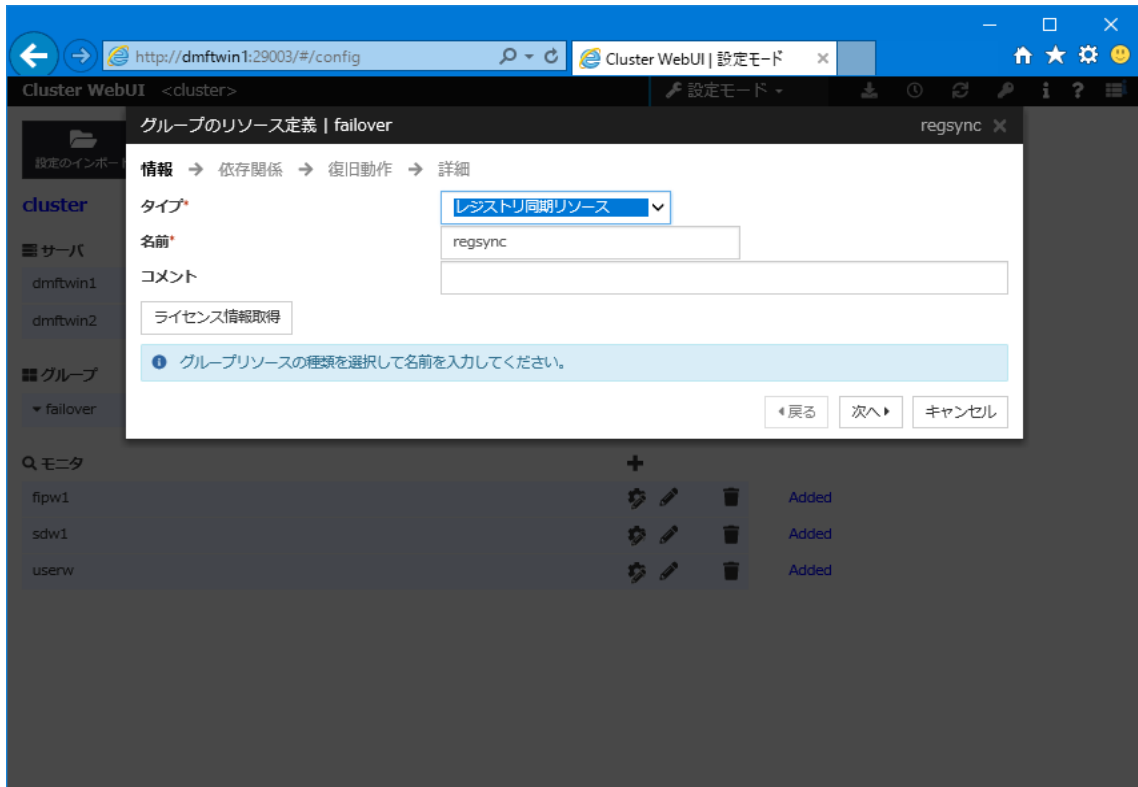 http://dmftwin1:29003/#/config
Cluster WebUI | 設定モード
Cluster WebUI <cluster>
設定モード
グループのリソース定義 | failover
regsync
設定のインポート
情報 → 依存関係 → 復旧動作 → 詳細
cluster
タイプ*
レジストリ同期リソース
名前*
regsync
サーバ
コメント
dmftwin1
ライセンス情報取得
dmftwin2
グループリソースの種類を選択して名前を入力してください。
グループ
failover
戻る
次へ
キャンセル
モニタ
fipw1
Added
sdw1
Added
userw
Added